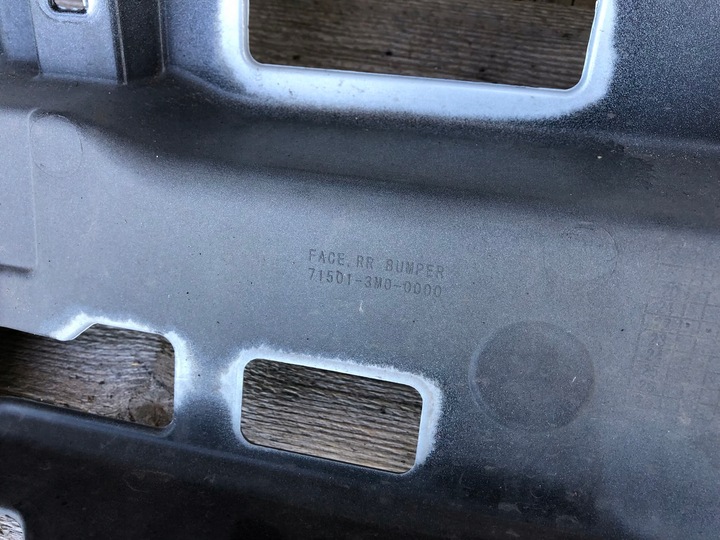 FACE, RR BUMPER
71501-3M0-0000